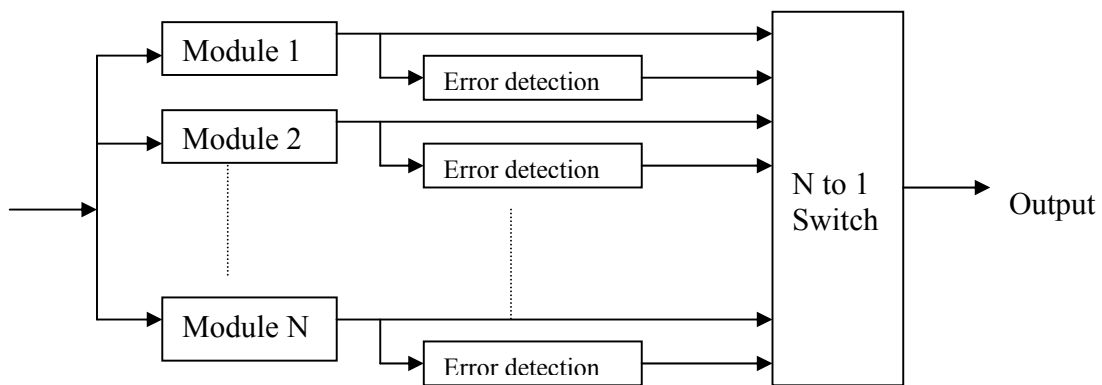 Module 1
Error detection
Module 2
Error detection
N to 1
Switch
Output
Module N
Error detection